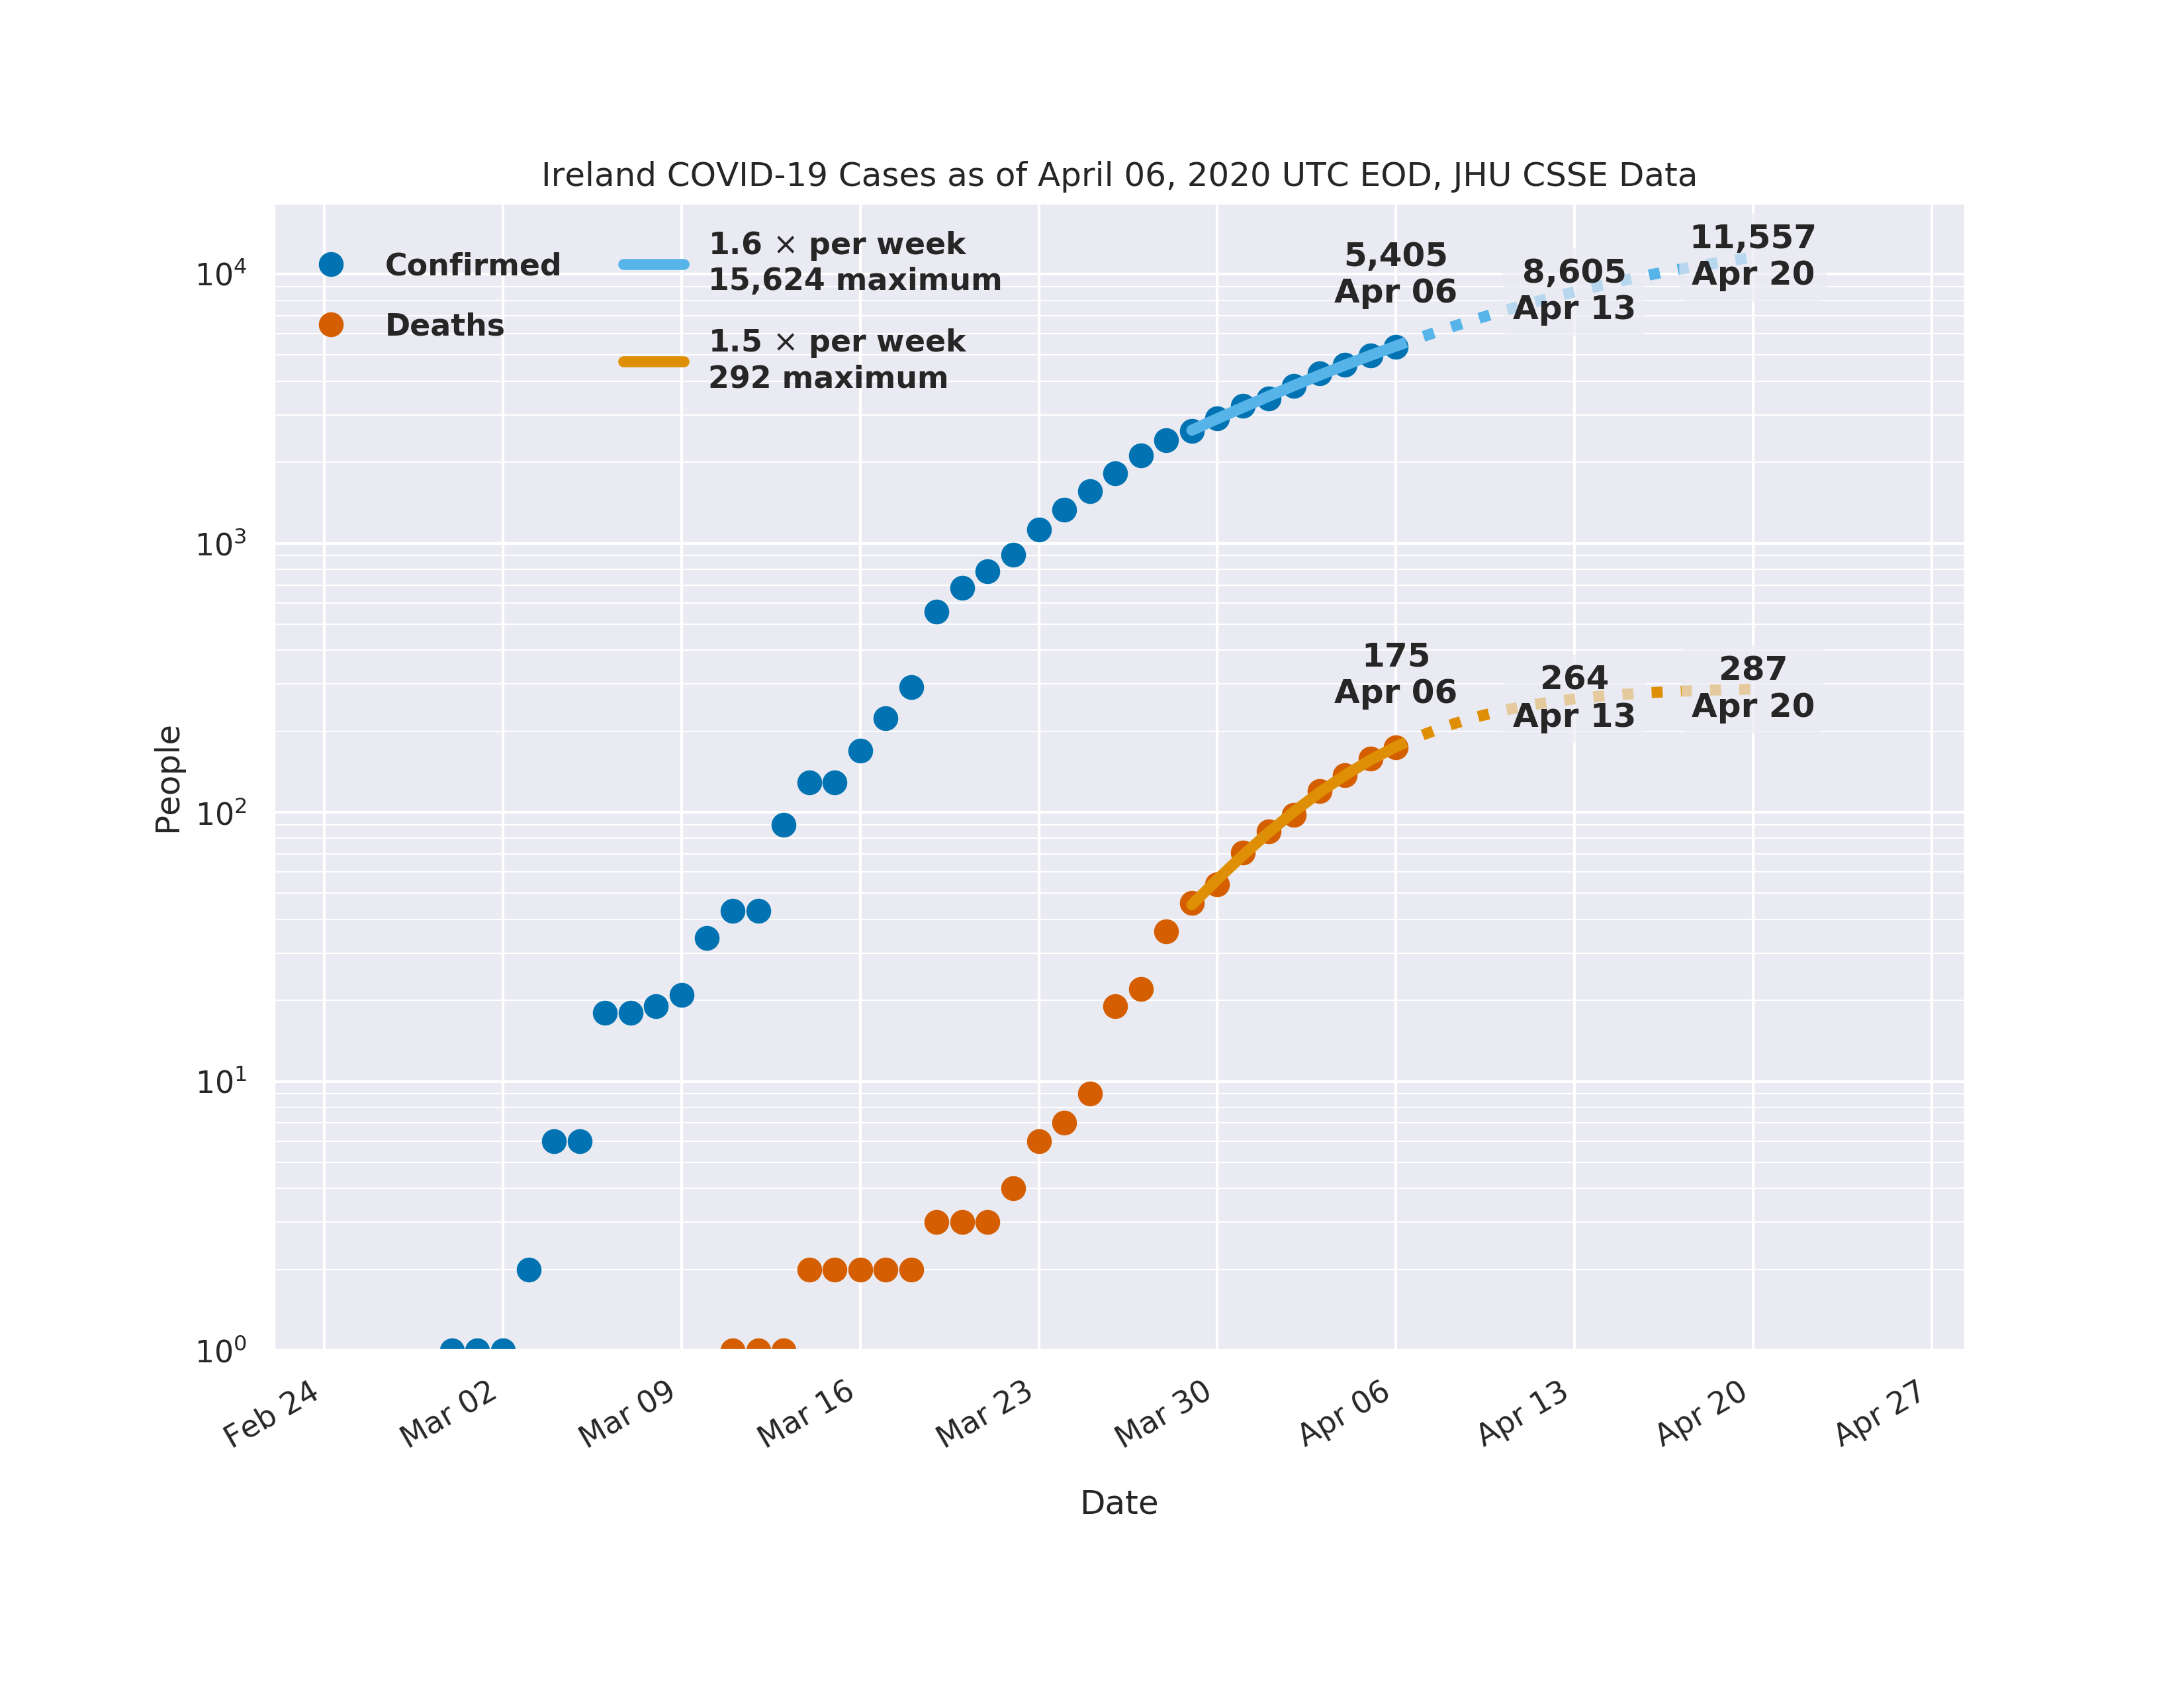 Ireland COVID-19 Cases as of April 06, 2020 UTC EOD, JHU CSSE Data
Confirmed
Deaths
1.6 × per week
15,624 maximum
1.5 × per week
292 maximum
5,405
Apr 06
8,605
Apr 13
11,557
Apr 20
175
Apr 06
264
Apr 13
287
Apr 20
People
10⁴
10³
10²
10¹
10⁰
Feb 24
Mar 02
Mar 09
Mar 16
Mar 23
Mar 30
Apr 06
Apr 13
Apr 20
Apr 27
Date